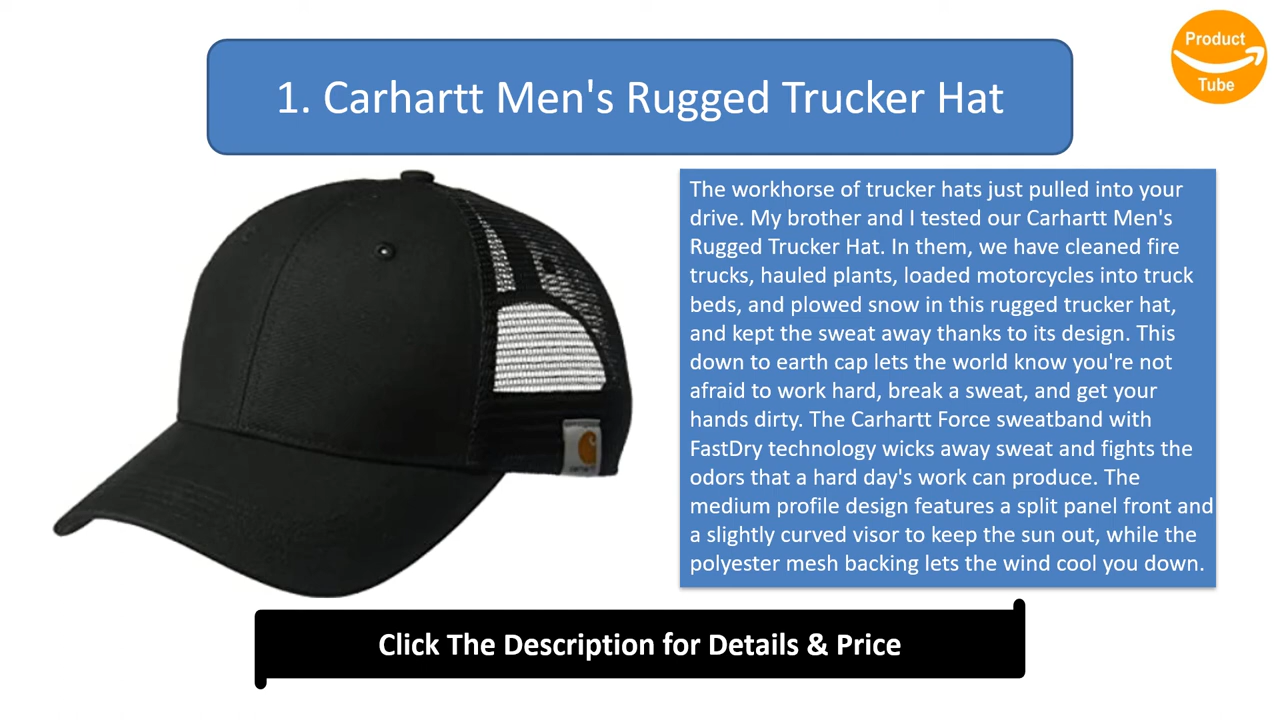 Product
Tube
1. Carhartt Men's Rugged Trucker Hat
The workhorse of trucker hats just pulled into your
drive. My brother and I tested our Carhartt Men's
Rugged Trucker Hat. In them, we have cleaned fire
trucks, hauled plants, loaded motorcycles into truck
beds, and plowed snow in this rugged trucker hat,
and kept the sweat away thanks to its design. This
down to earth cap lets the world know you're not
afraid to work hard, break a sweat, and get your
hands dirty. The Carhartt Force sweatband with
FastDry technology wicks away sweat and fights the
odors that a hard day's work can produce. The
medium profile design features a split panel front and
a slightly curved visor to keep the sun out, while the
polyester mesh backing lets the wind cool you down.
Click The Description for Details & Price